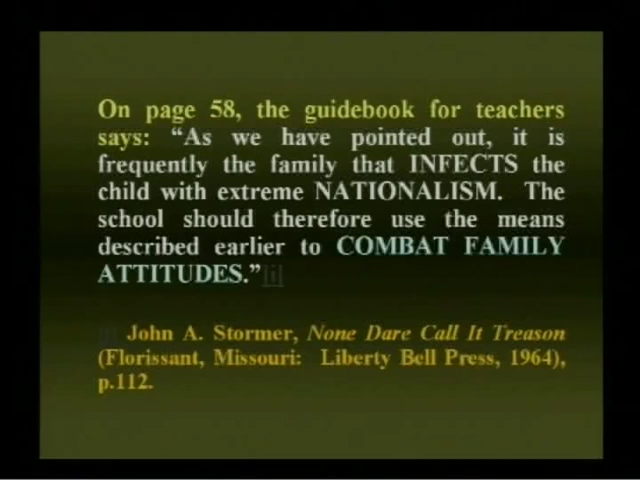 On page 58, the guidebook for teachers
says: “As we have pointed out, it is
frequently the family that INFECTS the
child with extreme NATIONALISM. The
school should therefore use the means
described earlier to COMBAT FAMILY
ATTITUDES.”[i]
[i] John A. Stormer, None Dare Call It Treason
(Florissant, Missouri: Liberty Bell Press, 1964),
p.112.